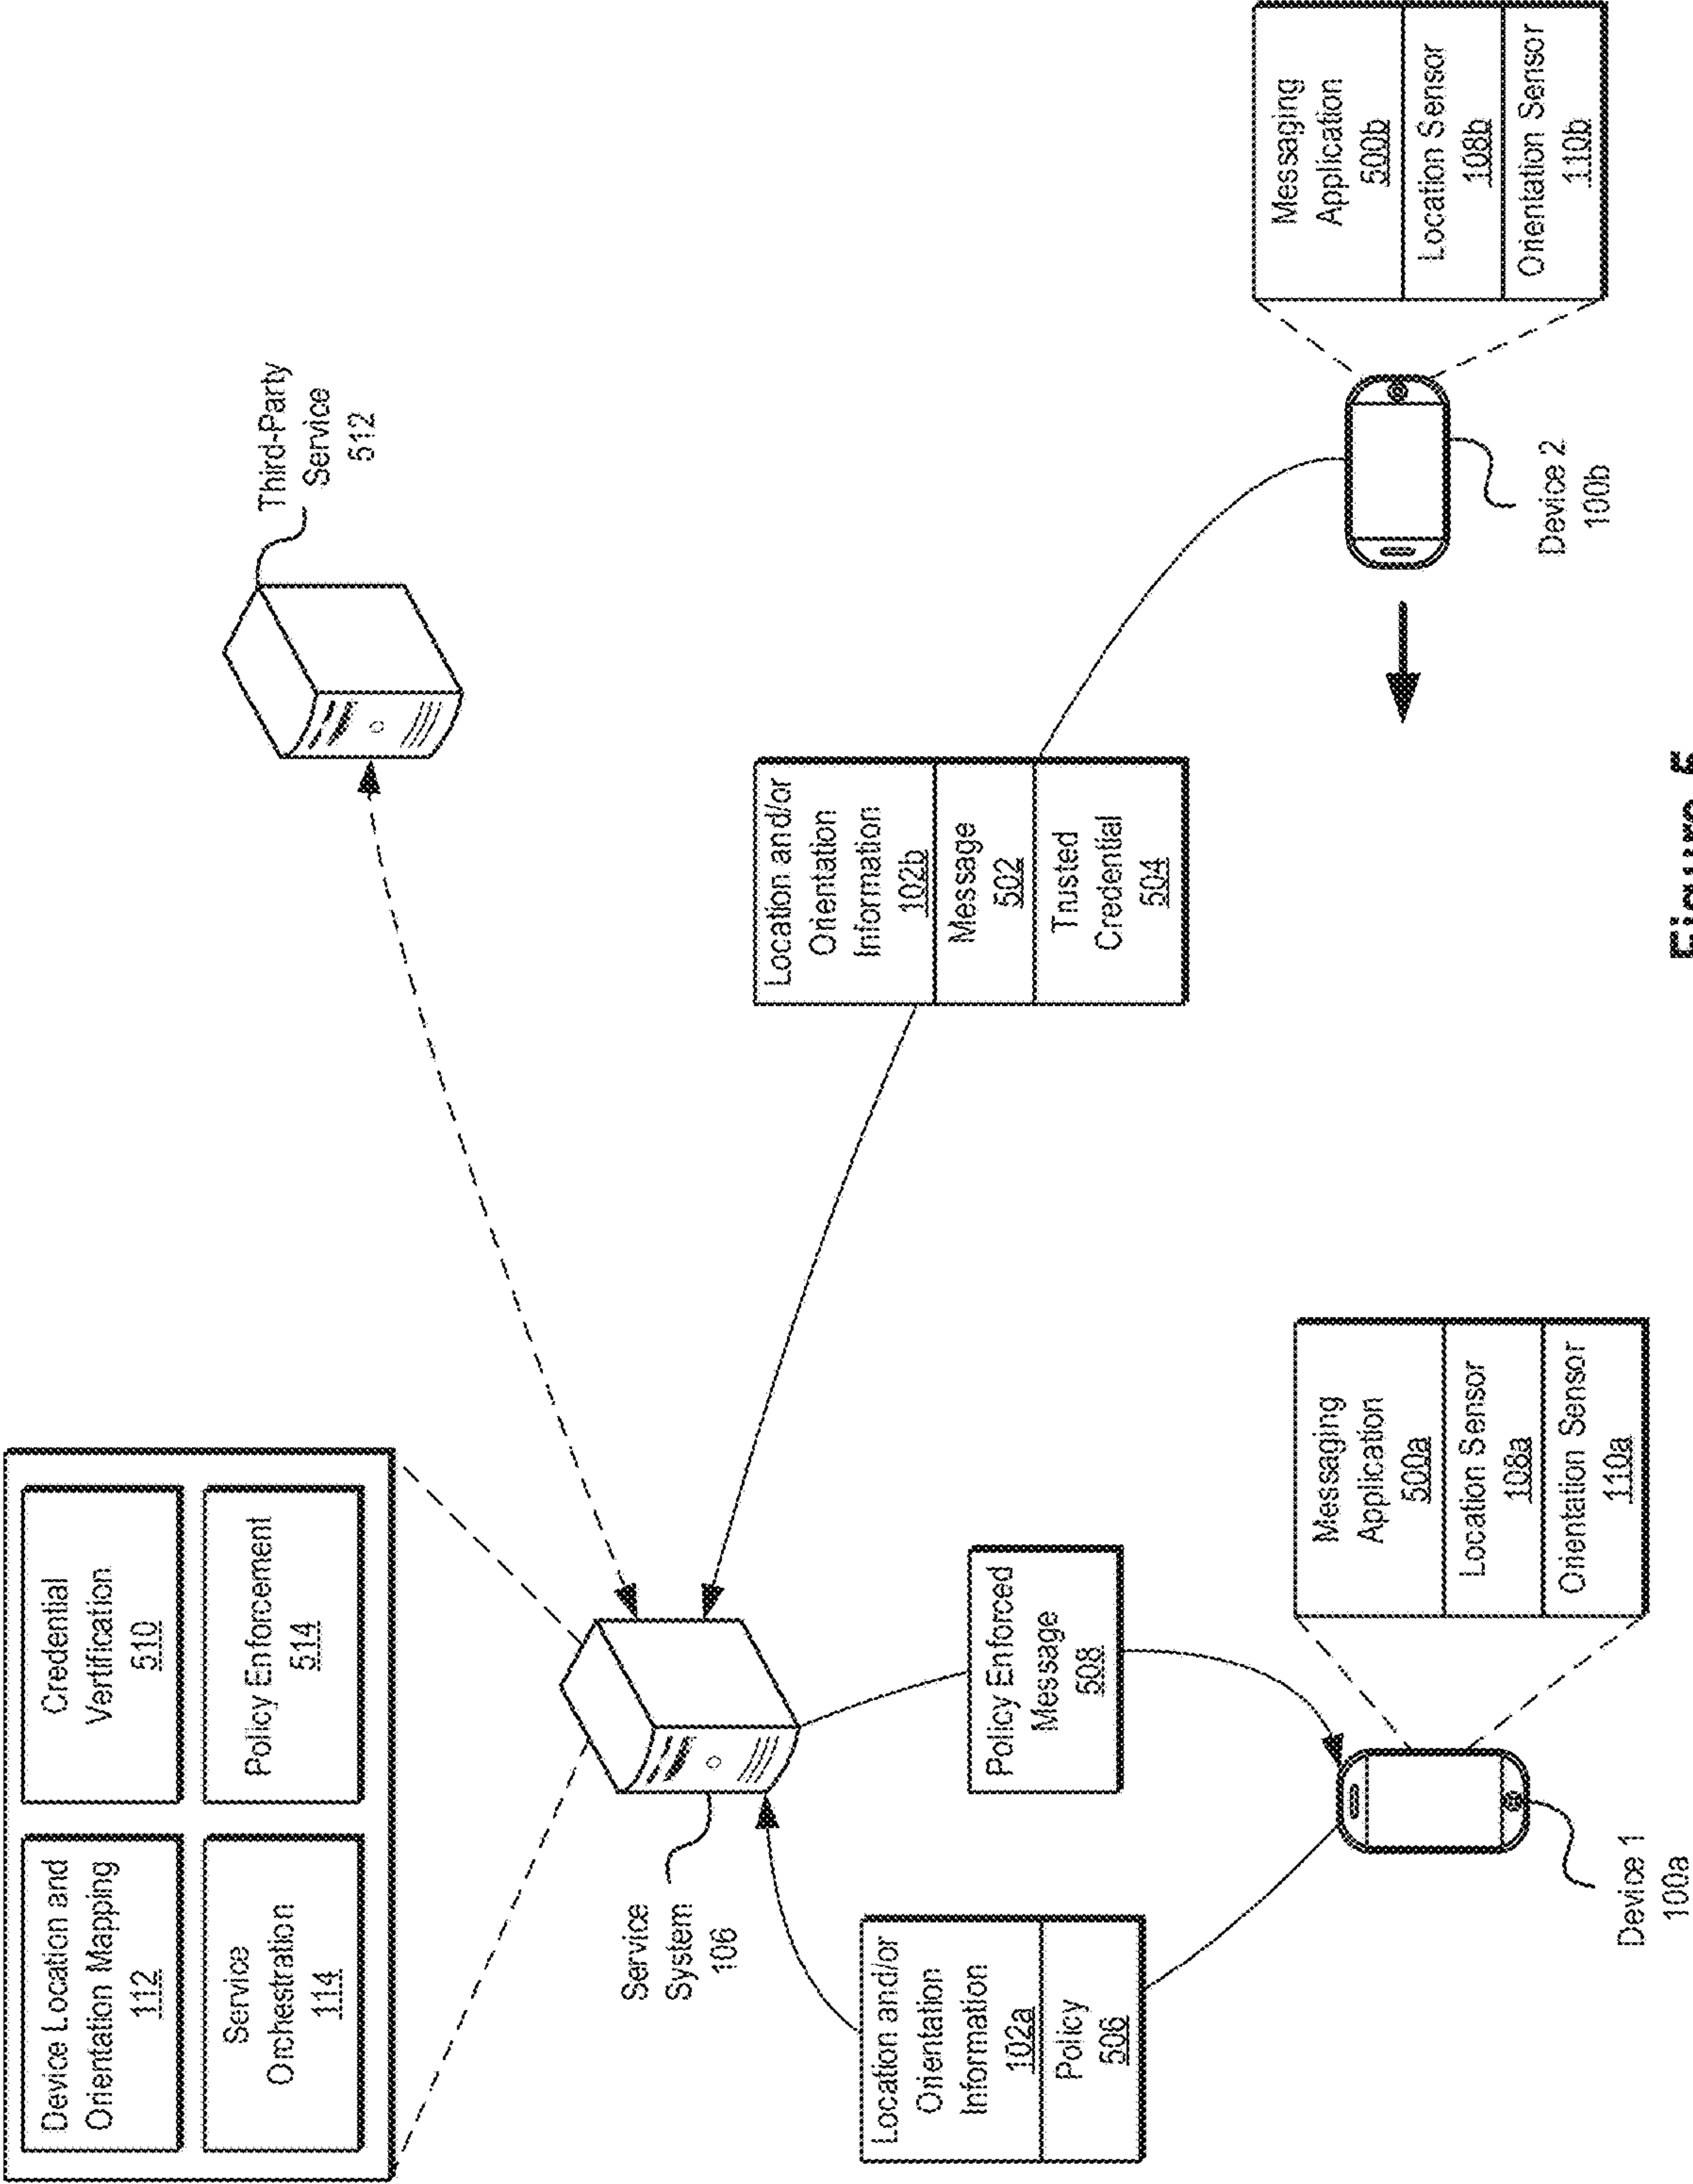 Device Location and
Orientation Mapping
112
Credential
Vertification
510
Service
Orchestration
114
Policy Enforcement
514
Third-Party
Service
512
Service
System
106
Location and/or
Orientation
Information
102b
Message
502
Trusted
Credential
504
Location and/or
Orientation
Information
102a
Policy
506
Policy Enforced
Message
508
Messaging
Application
500a
Location Sensor
108a
Orientation Sensor
110a
Messaging
Application
500b
Location Sensor
108b
Orientation Sensor
110b
Device 1
100a
Device 2
100b
Figure